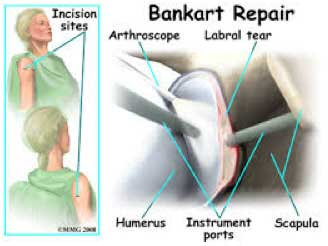 Incision
sites
©MMG 2008
Bankart Repair
Arthroscope
Labral tear
Humerus
Instrument
ports
Scapula